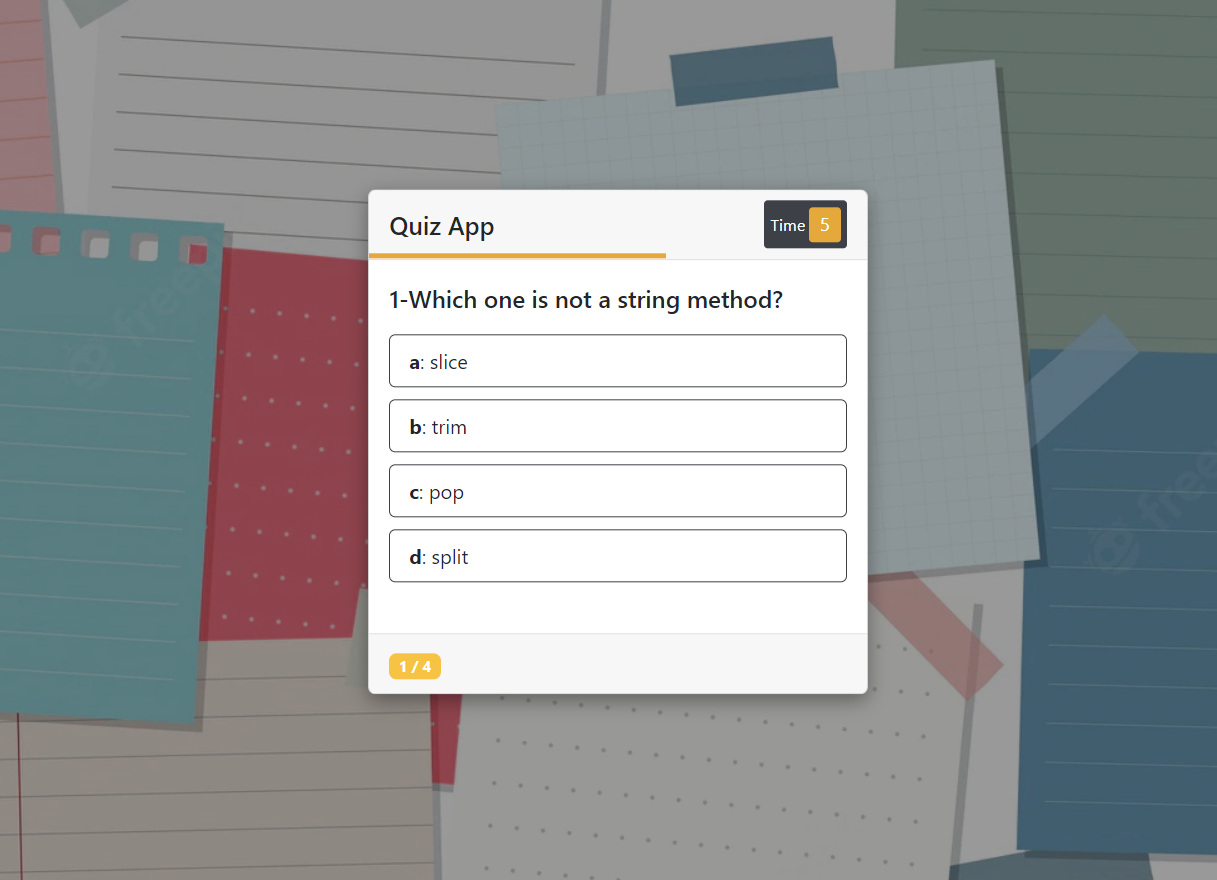 Quiz App
Time 5
1-Which one is not a string method?
a: slice
b: trim
c: pop
d: split
1 / 4